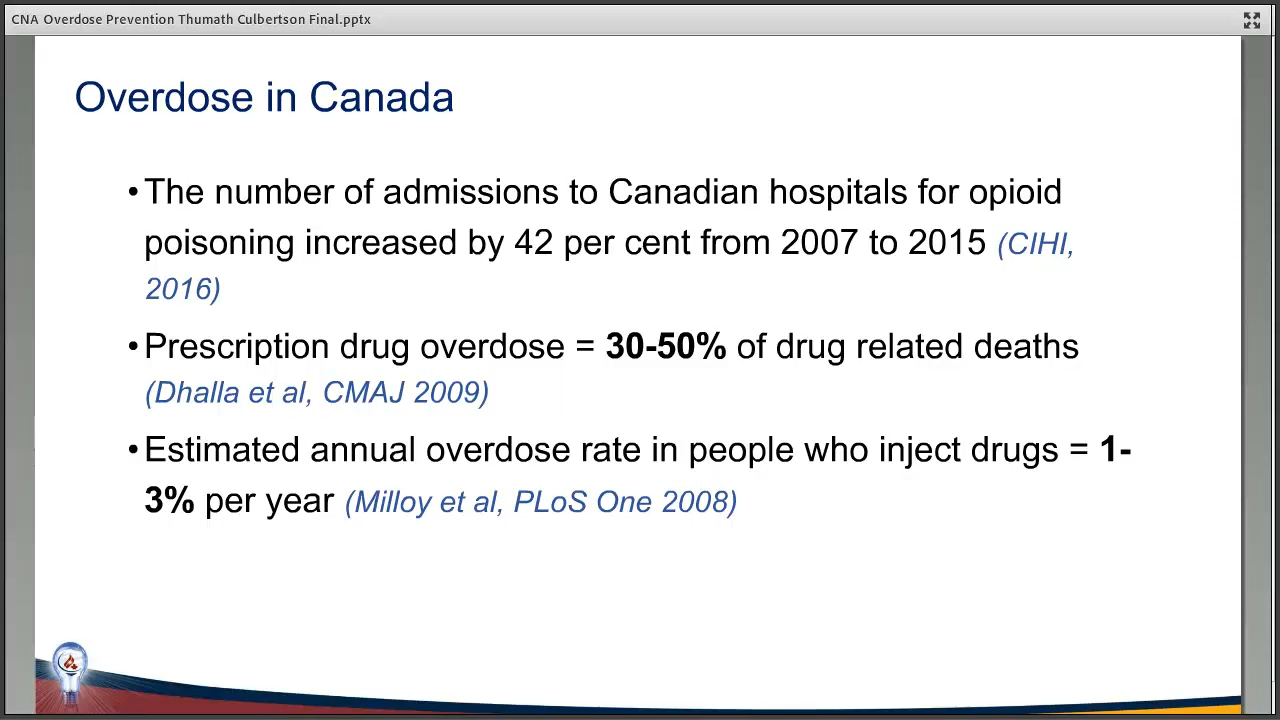 CNA Overdose Prevention Thumath Culbertson Final.pptx
Overdose in Canada
•The number of admissions to Canadian hospitals for opioid
poisoning increased by 42 per cent from 2007 to 2015 (CIHI,
2016)
•Prescription drug overdose = 30-50% of drug related deaths
(Dhalla et al, CMAJ 2009)
•Estimated annual overdose rate in people who inject drugs = 1-
3% per year (Milloy et al, PLoS One 2008)